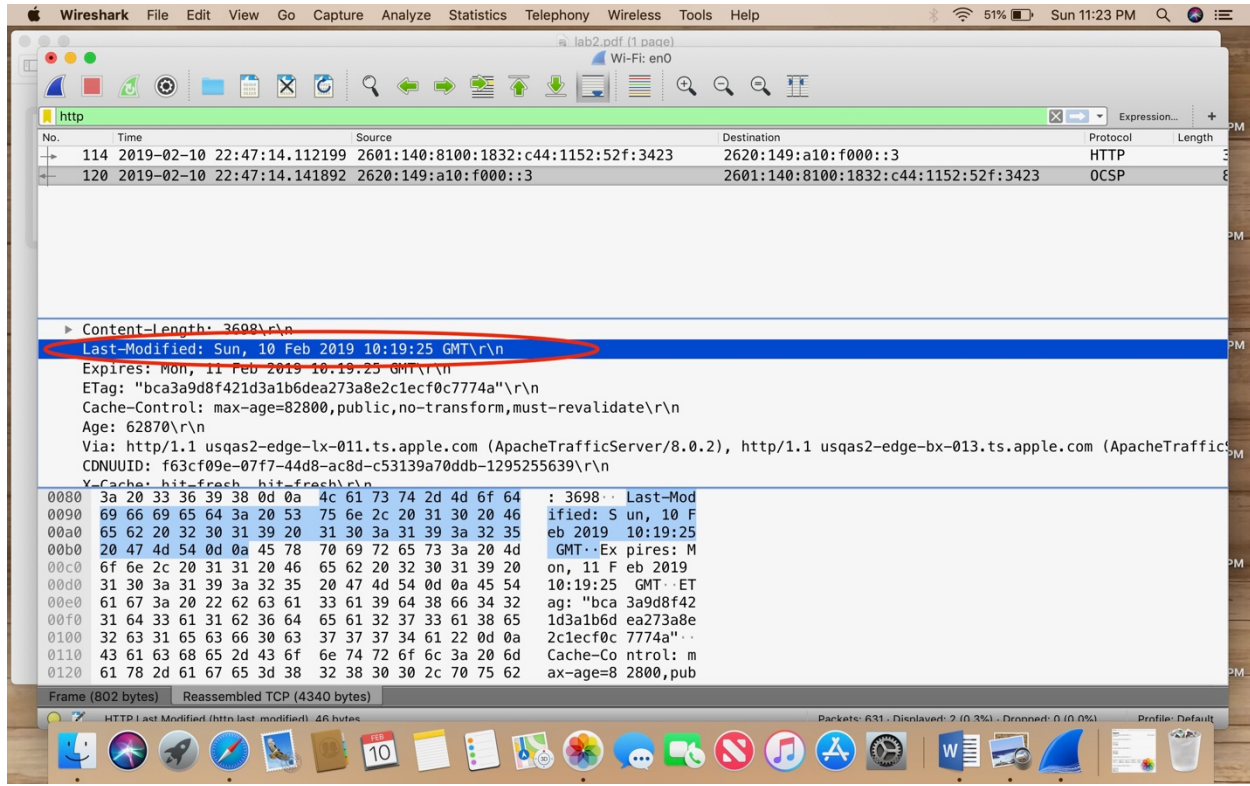 Wireshark File Edit View Go Capture Analyze Statistics Telephony Wireless Tools Help 51% Sun 11:23 PM
lab2.pdf (1 page)
Wi-Fi: en0
http Expression... +
No. Time Source Destination Protocol Length
114 2019-02-10 22:47:14.112199 2601:140:8100:1832:c44:1152:52f:3423 2620:149:a10:f000::3 HTTP
120 2019-02-10 22:47:14.141892 2620:149:a10:f000::3 2601:140:8100:1832:c44:1152:52f:3423 OCSP
Content-Length: 3698\r\n
Last-Modified: Sun, 10 Feb 2019 10:19:25 GMT\r\n
Expires: Mon, 11 Feb 2019 10:19:25 GMT\r\n
ETag: "bca3a9d8f421d3a1b6dea273a8e2c1ecf0c7774a"\r\n
Cache-Control: max-age=82800,public,no-transform,must-revalidate\r\n
Age: 62870\r\n
Via: http/1.1 usqas2-edge-lx-011.ts.apple.com (ApacheTrafficServer/8.0.2), http/1.1 usqas2-edge-bx-013.ts.apple.com (ApacheTraffic
CDNUUID: f63cf09e-07f7-44d8-ac8d-c53139a70ddb-1295255639\r\n
X-Cache: hit-fresh, hit-fresh\r\n
0080 3a 20 33 36 39 38 0d 0a 4c 61 73 74 2d 4d 6f 64 : 3698·· Last-Mod
0090 69 66 69 65 64 3a 20 53 75 6e 2c 20 31 30 20 46 ified: S un, 10 F
00a0 65 62 20 32 30 31 39 20 31 30 3a 31 39 3a 32 35 eb 2019 10:19:25
00b0 20 47 4d 54 0d 0a 45 78 70 69 72 65 73 3a 20 4d GMT··Ex pires: M
00c0 6f 6e 2c 20 31 31 20 46 65 62 20 32 30 31 39 20 on, 11 F eb 2019
00d0 31 30 3a 31 39 3a 32 35 20 47 4d 54 0d 0a 45 54 10:19:25 GMT··ET
00e0 61 67 3a 20 22 62 63 61 33 61 39 64 38 66 34 32 ag: "bca 3a9d8f42
00f0 31 64 33 61 31 62 36 64 65 61 32 37 33 61 38 65 1d3a1b6d ea273a8e
0100 32 63 31 65 63 66 30 63 37 37 37 34 61 22 0d 0a 2c1ecf0c 7774a"··
0110 43 61 63 68 65 2d 43 6f 6e 74 72 6f 6c 3a 20 6d Cache-Co ntrol: m
0120 61 78 2d 61 67 65 3d 38 32 38 30 30 2c 70 75 62 ax-age=8 2800,pub
Frame (802 bytes) Reassembled TCP (4340 bytes)
HTTP Last Modified (http.last_modified), 46 bytes Packets: 631 · Displayed: 2 (0.3%) · Dropped: 0 (0.0%) Profile: Default
FEB
10